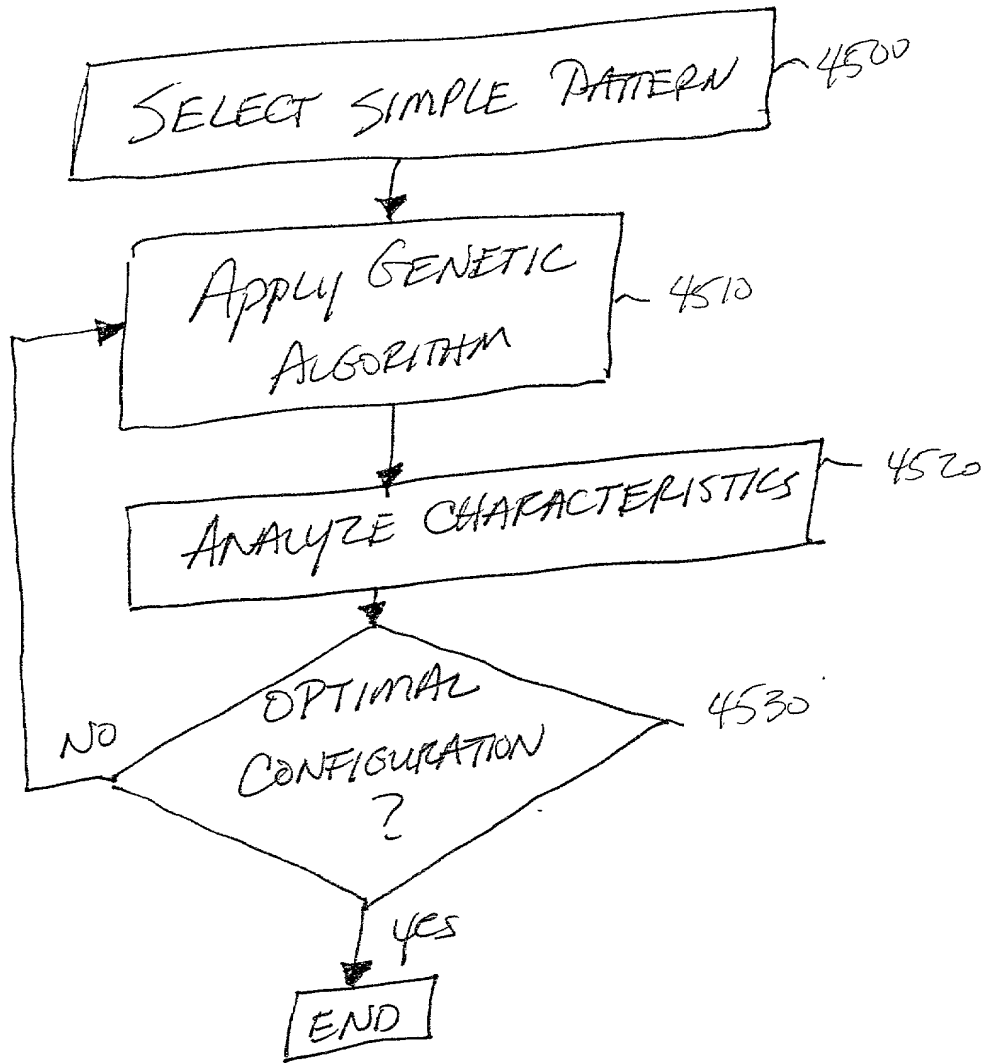 SELECT SIMPLE PATTERN
4500
APPLY GENETIC
ALGORITHM
4510
ANALYZE CHARACTERISTICS
4520
OPTIMAL
CONFIGURATION
?
4530
NO
yes
END